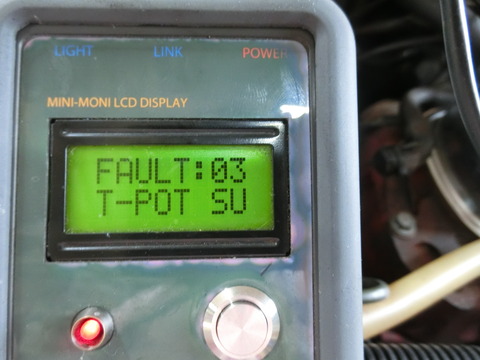 LIGHT LINK POWER
MINI-MONI LCD DISPLAY
FAULT:03
T-POT SU